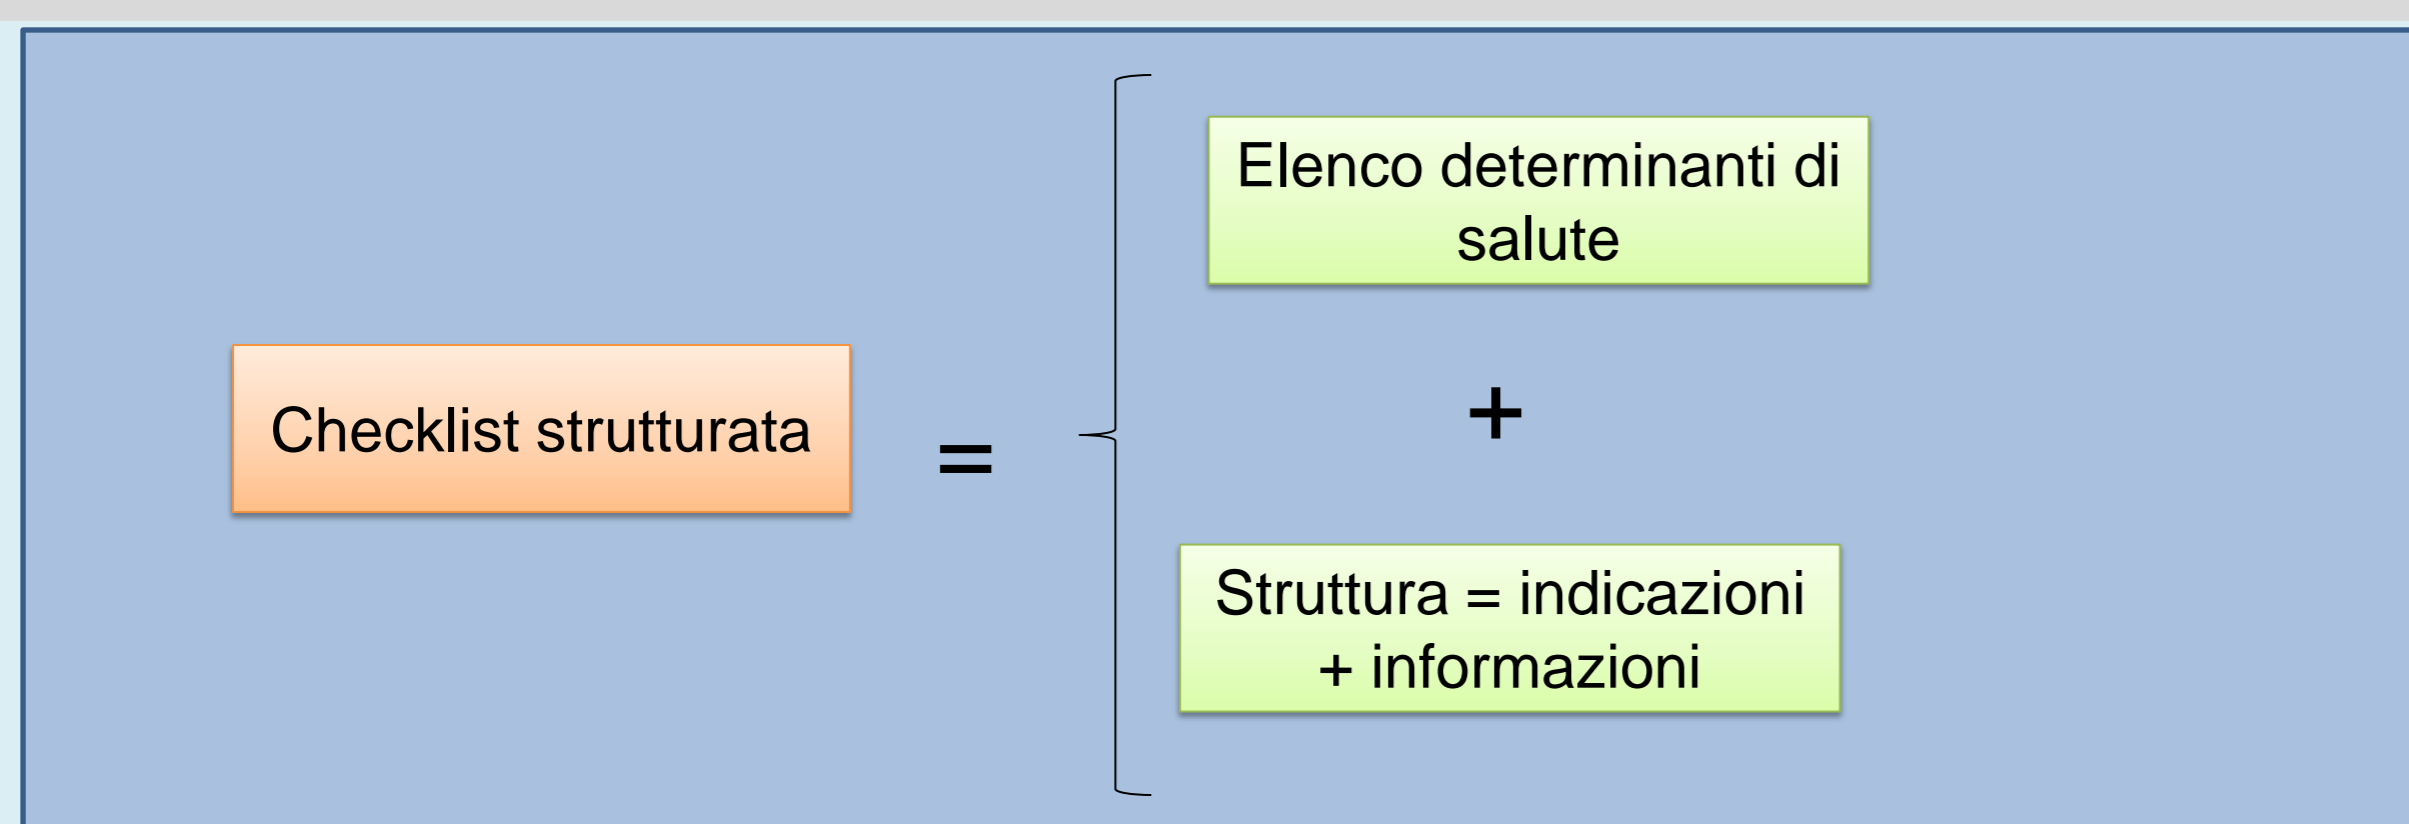 Checklist strutturata
=
Elenco determinanti di
salute
+
Struttura = indicazioni
+ informazioni